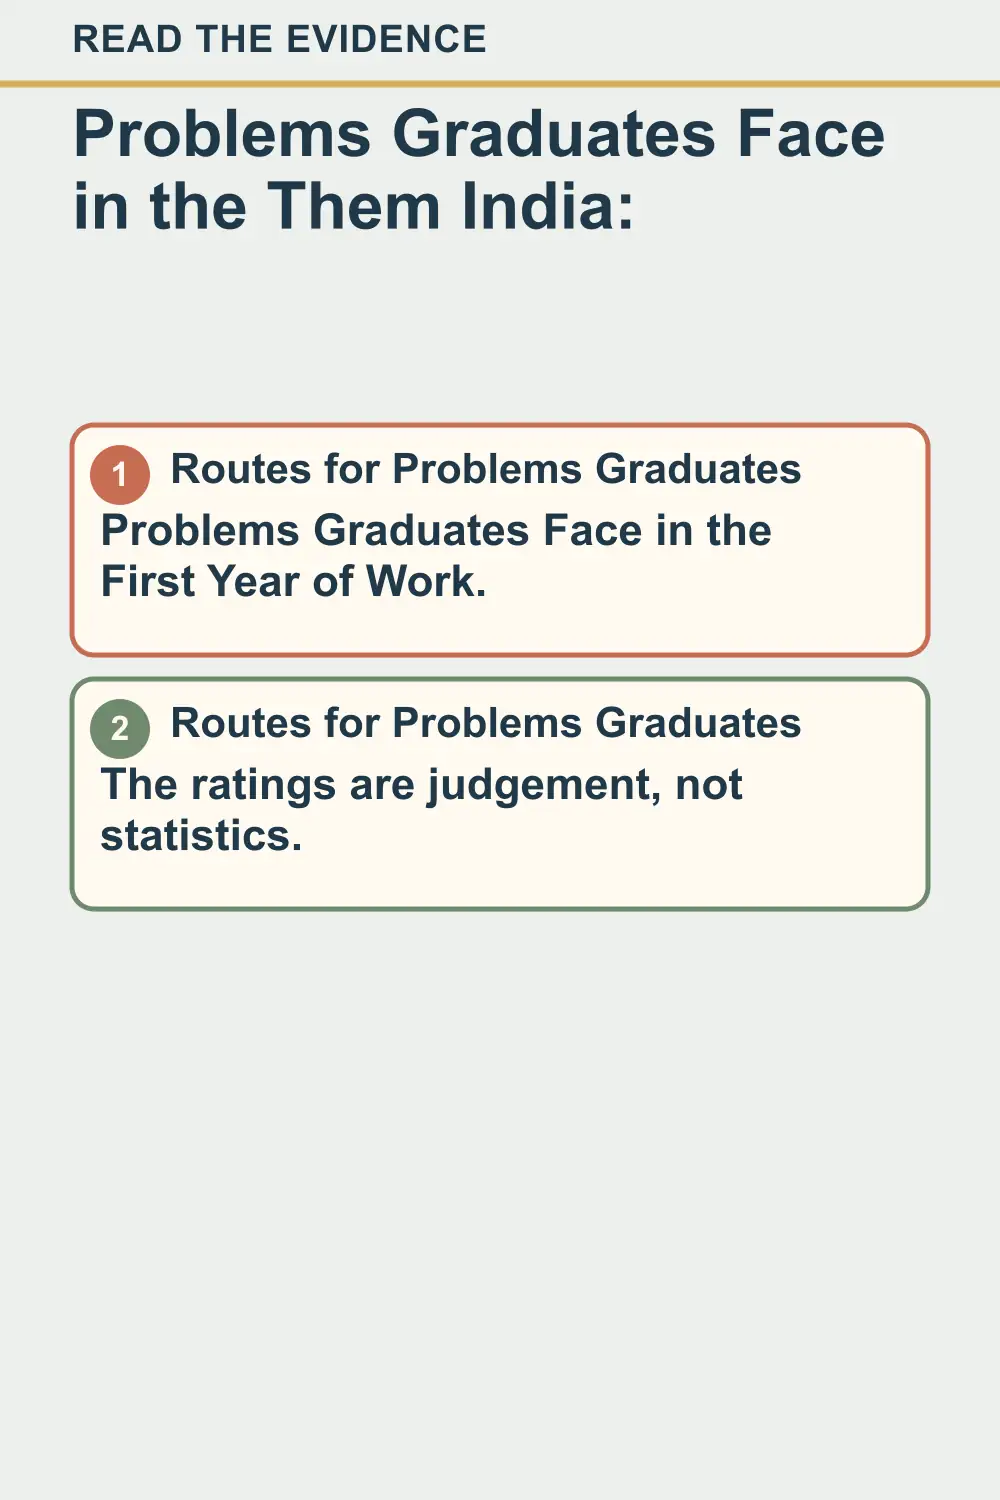 READ THE EVIDENCE
Problems Graduates Face
in the Them India:
1
Routes for Problems Graduates
Problems Graduates Face in the
First Year of Work.
2
Routes for Problems Graduates
The ratings are judgement, not
statistics.